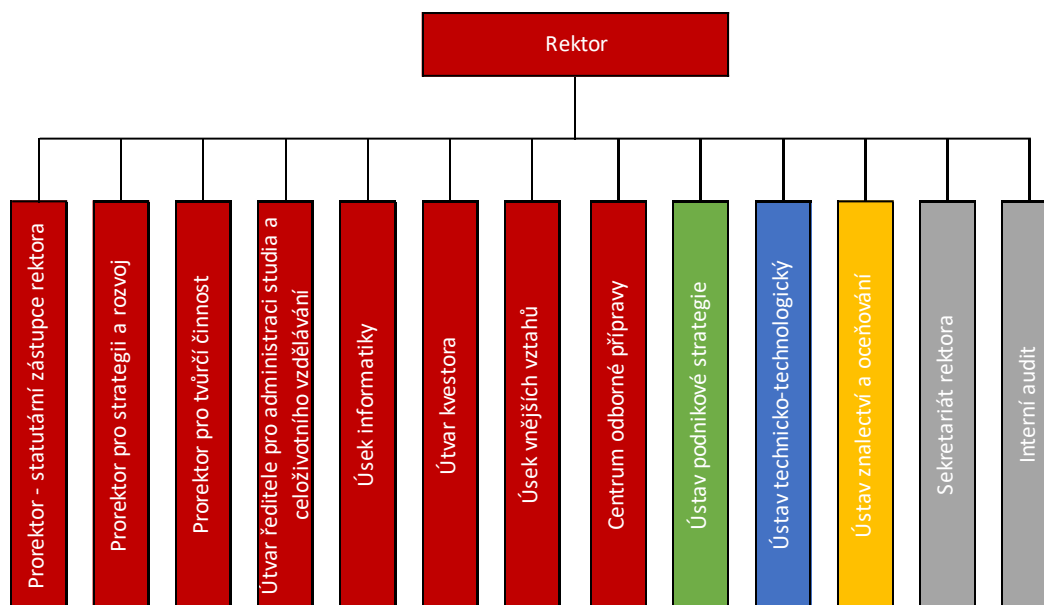 Rektor
Prorektor - statutární zástupce rektora
Prorektor pro strategii a rozvoj
Prorektor pro tvůrčí činnost
Útvar ředitele pro administraci studia a
celoživotního vzdělávání
Úsek informatiky
Útvar kvestora
Úsek vnějších vztahů
Centrum odborné přípravy
Ústav podnikové strategie
Ústav technicko-technologický
Ústav znalectví a oceňování
Sekretariát rektora
Interní audit